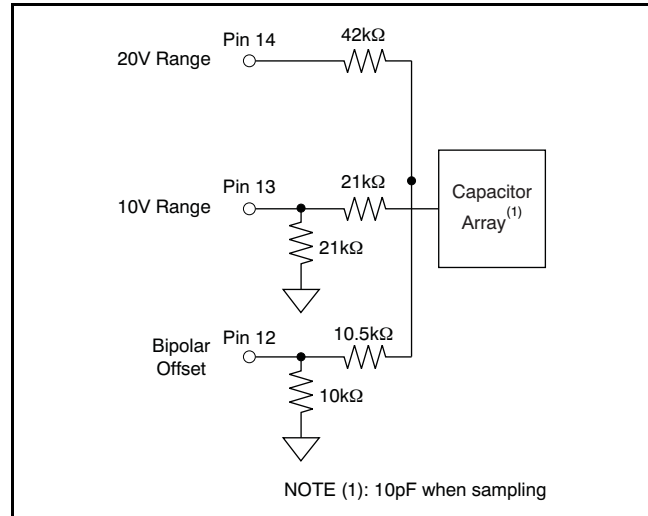 Pin 14
42kΩ
20V Range
Pin 13
21kΩ
10V Range
21kΩ
Capacitor
Array(1)
Pin 12
10.5kΩ
Bipolar
Offset
10kΩ
NOTE (1): 10pF when sampling